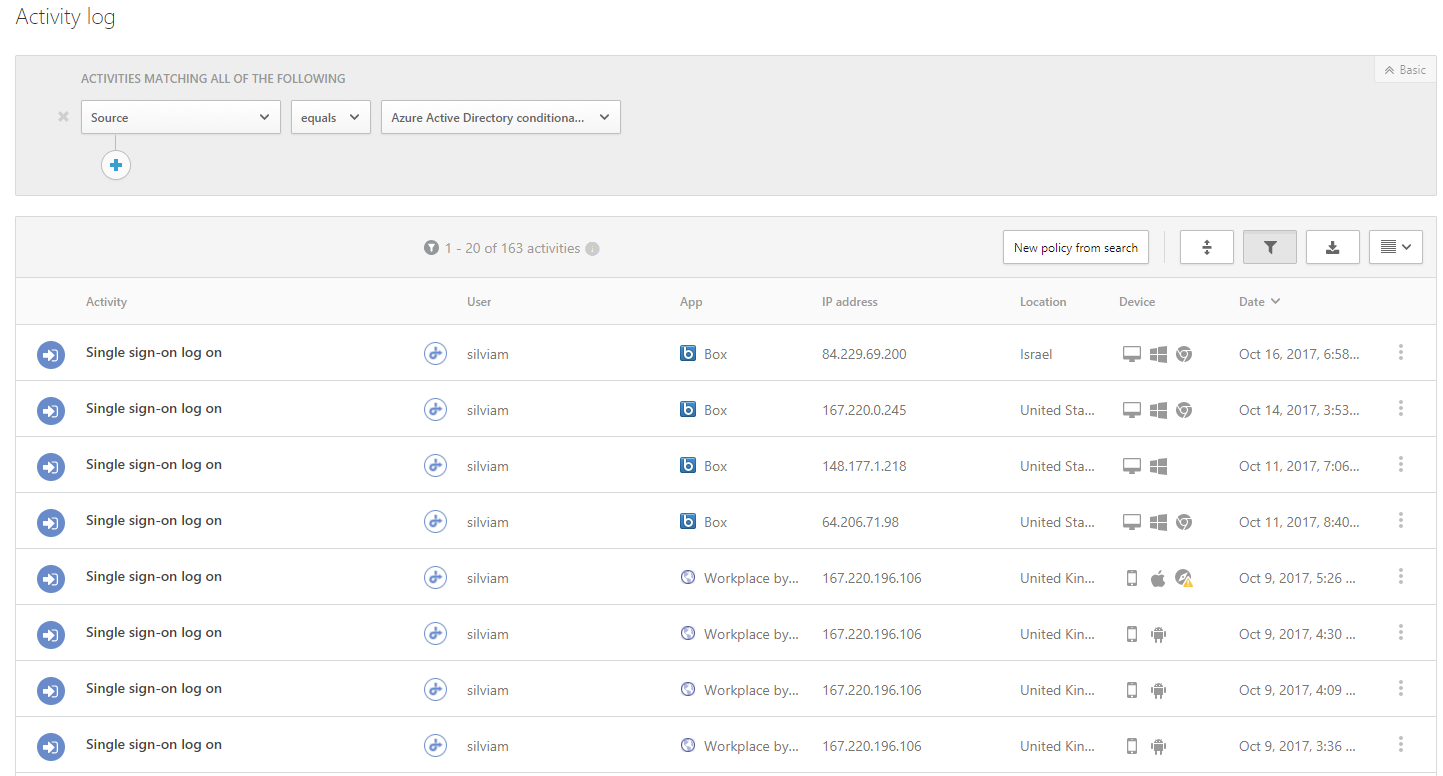 Activity log
Basic
ACTIVITIES MATCHING ALL OF THE FOLLOWING
Source equals Azure Active Directory conditiona...
1 - 20 of 163 activities New policy from search
Activity User App IP address Location Device Date
Single sign-on log on silviam Box 84.229.69.200 Israel Oct 16, 2017, 6:58...
Single sign-on log on silviam Box 167.220.0.245 United Sta... Oct 14, 2017, 3:53...
Single sign-on log on silviam Box 148.177.1.218 United Sta... Oct 11, 2017, 7:06...
Single sign-on log on silviam Box 64.206.71.98 United Sta... Oct 11, 2017, 8:40...
Single sign-on log on silviam Workplace by... 167.220.196.106 United Kin... Oct 9, 2017, 5:26 ...
Single sign-on log on silviam Workplace by... 167.220.196.106 United Kin... Oct 9, 2017, 4:30 ...
Single sign-on log on silviam Workplace by... 167.220.196.106 United Kin... Oct 9, 2017, 4:09 ...
Single sign-on log on silviam Workplace by... 167.220.196.106 United Kin... Oct 9, 2017, 3:36 ...